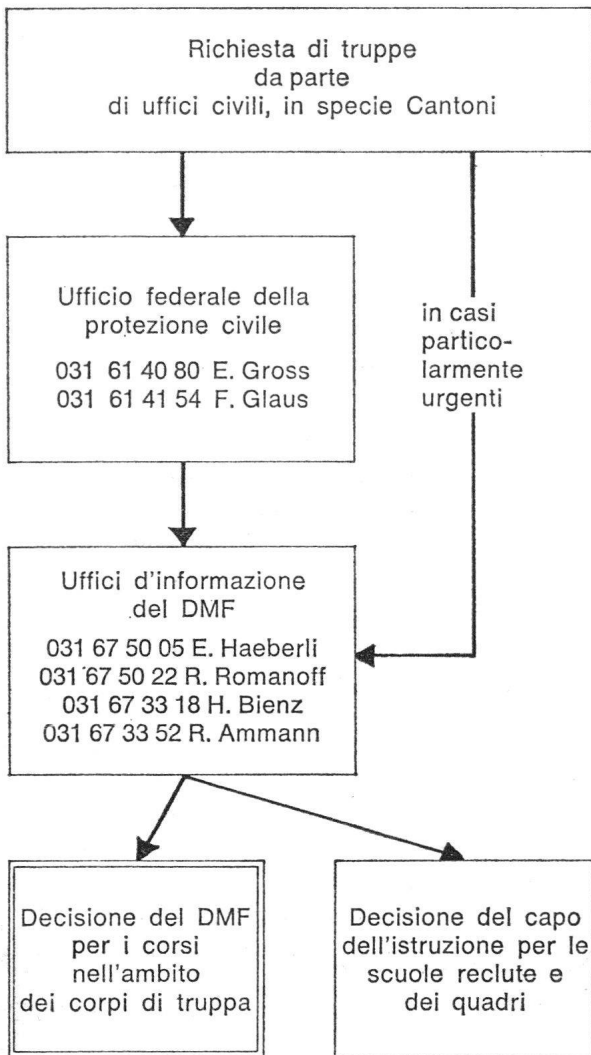 Richiesta di truppe
da parte
di uffici civili, in specie Cantoni
Ufficio federale della
protezione civile
031 61 40 80 E. Gross
031 61 41 54 F. Glaus
in casi
partico-
larmente
urgenti
Uffici d'informazione
del DMF
031 67 50 05 E. Haeberli
031 67 50 22 R. Romanoff
031 67 33 18 H. Bienz
031 67 33 52 R. Ammann
Decisione del DMF
per i corsi
nell'ambito
dei corpi di truppa
Decisione del capo
dell'istruzione per le
scuole reclute e
dei quadri